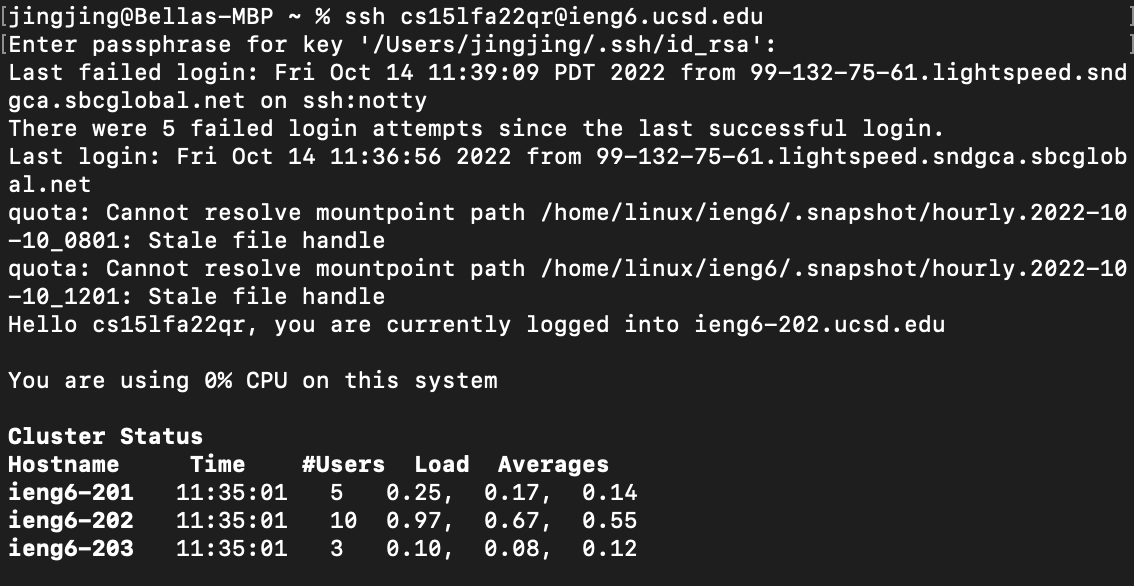 [jingjing@Bellas-MBP ~ % ssh cs15lfa22qr@ieng6.ucsd.edu ]
[Enter passphrase for key '/Users/jingjing/.ssh/id_rsa': ]
Last failed login: Fri Oct 14 11:39:09 PDT 2022 from 99-132-75-61.lightspeed.snd
gca.sbcglobal.net on ssh:notty
There were 5 failed login attempts since the last successful login.
Last login: Fri Oct 14 11:36:56 2022 from 99-132-75-61.lightspeed.sndgca.sbcglob
al.net
quota: Cannot resolve mountpoint path /home/linux/ieng6/.snapshot/hourly.2022-10
-10_0801: Stale file handle
quota: Cannot resolve mountpoint path /home/linux/ieng6/.snapshot/hourly.2022-10
-10_1201: Stale file handle
Hello cs15lfa22qr, you are currently logged into ieng6-202.ucsd.edu
You are using 0% CPU on this system
Cluster Status
Hostname Time #Users Load Averages
ieng6-201 11:35:01 5 0.25, 0.17, 0.14
ieng6-202 11:35:01 10 0.97, 0.67, 0.55
ieng6-203 11:35:01 3 0.10, 0.08, 0.12